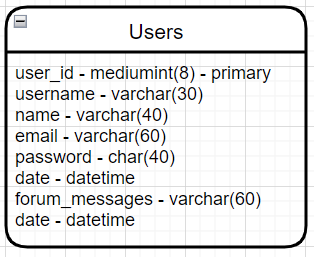 Users
user_id - mediumint(8) - primary
username - varchar(30)
name - varchar(40)
email - varchar(60)
password - char(40)
date - datetime
forum_messages - varchar(60)
date - datetime